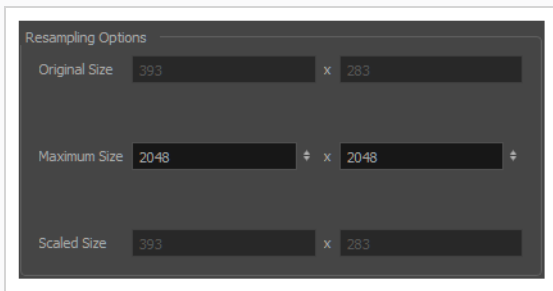 Resampling Options
Original Size 393 x 283
Maximum Size 2048 x 2048
Scaled Size 393 x 283